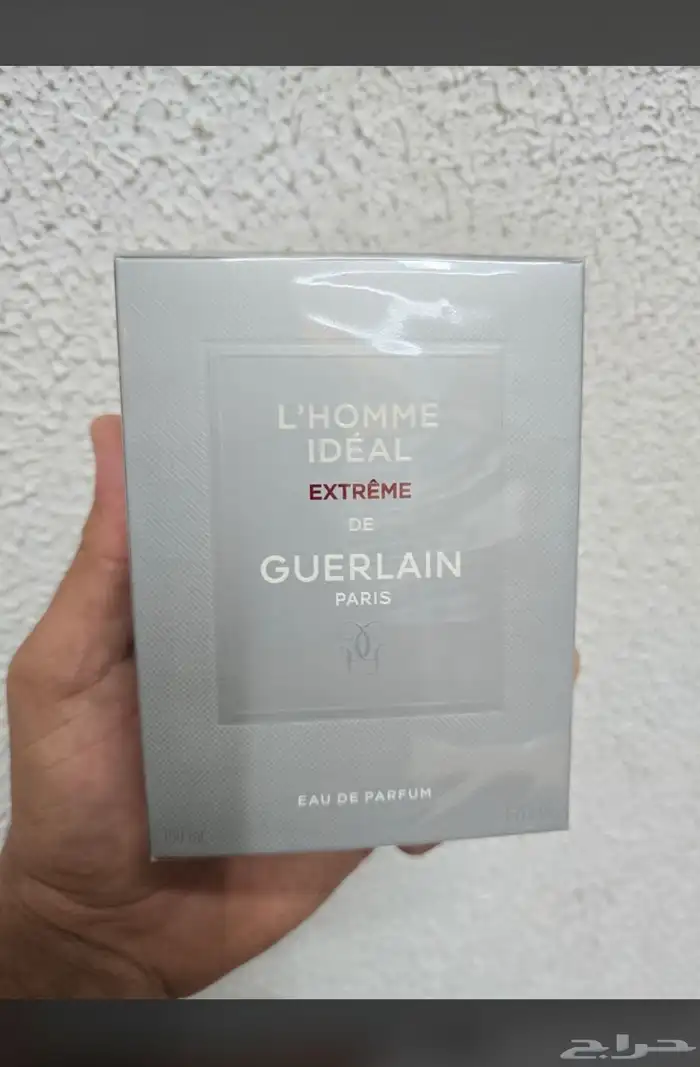 L'HOMME
IDÉAL
EXTRÊME
DE
GUERLAIN
PARIS
EAU DE PARFUM
حراج